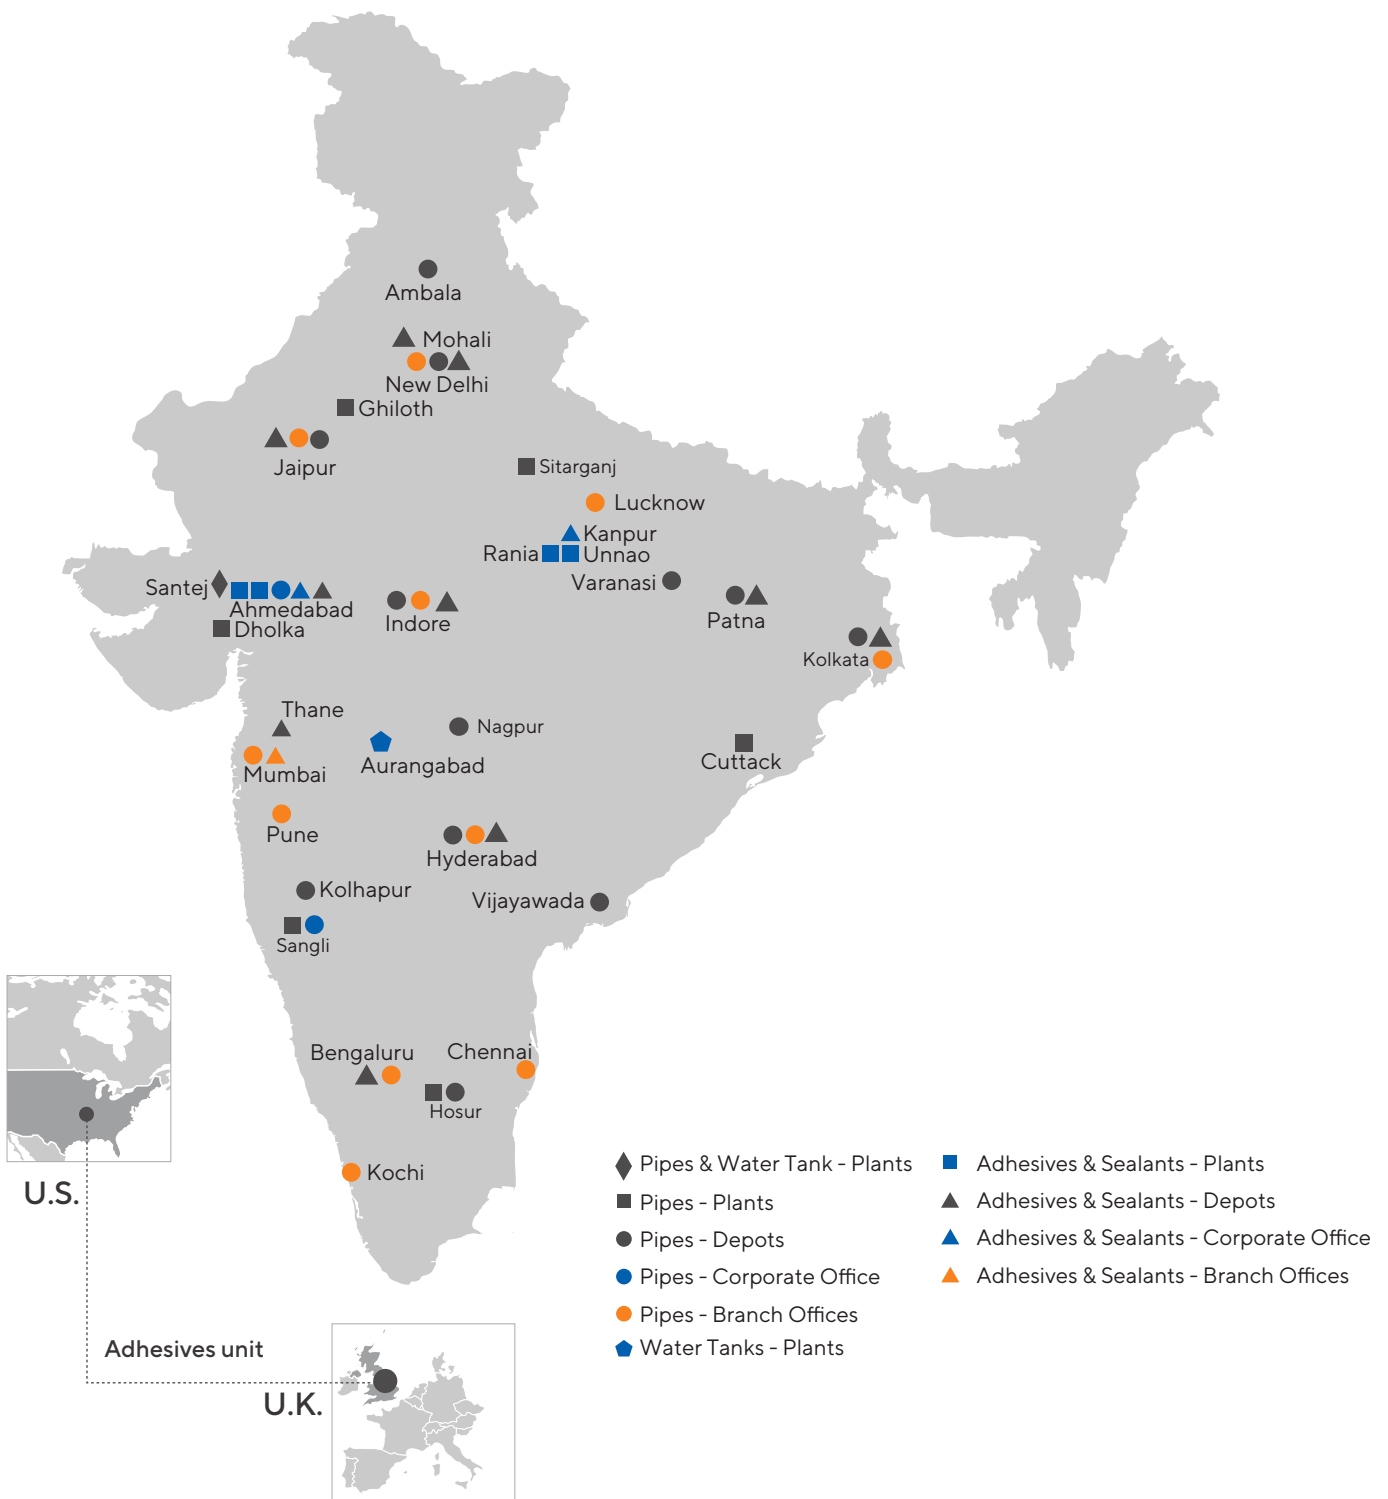 Ambala
Mohali
New Delhi
Ghiloth
Jaipur
Sitarganj
Lucknow
Kanpur
Rania
Unnao
Varanasi
Santej
Ahmedabad
Dholka
Indore
Patna
Kolkata
Thane
Nagpur
Aurangabad
Cuttack
Mumbai
Pune
Hyderabad
Kolhapur
Vijayawada
Sangli
Bengaluru
Chennai
Hosur
Kochi
U.S.
Adhesives unit
U.K.
Pipes & Water Tank - Plants
Pipes - Plants
Pipes - Depots
Pipes - Corporate Office
Pipes - Branch Offices
Water Tanks - Plants
Adhesives & Sealants - Plants
Adhesives & Sealants - Depots
Adhesives & Sealants - Corporate Office
Adhesives & Sealants - Branch Offices